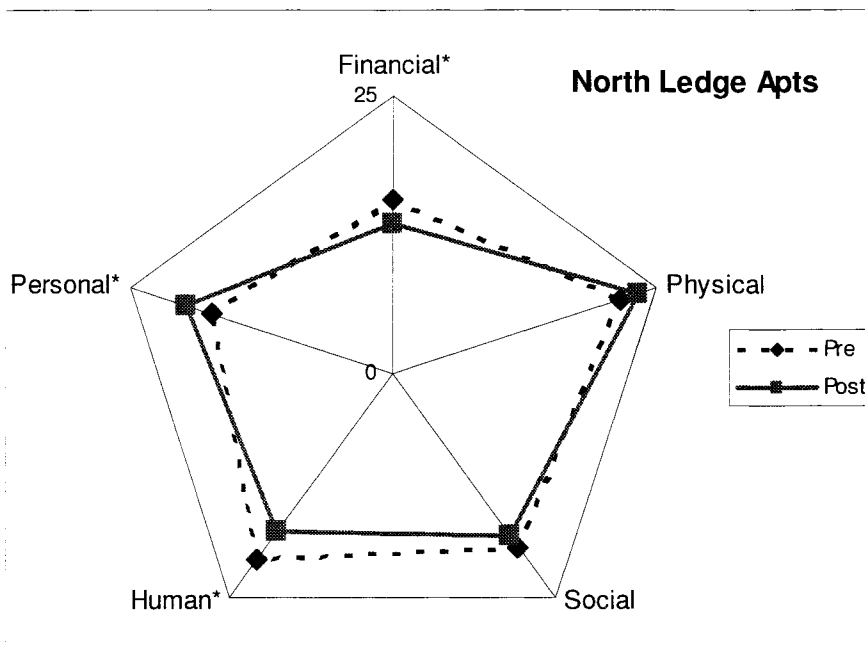 Financial*
25
North Ledge Apts
Personal*
Physical
0
Pre
Post
Human*
Social